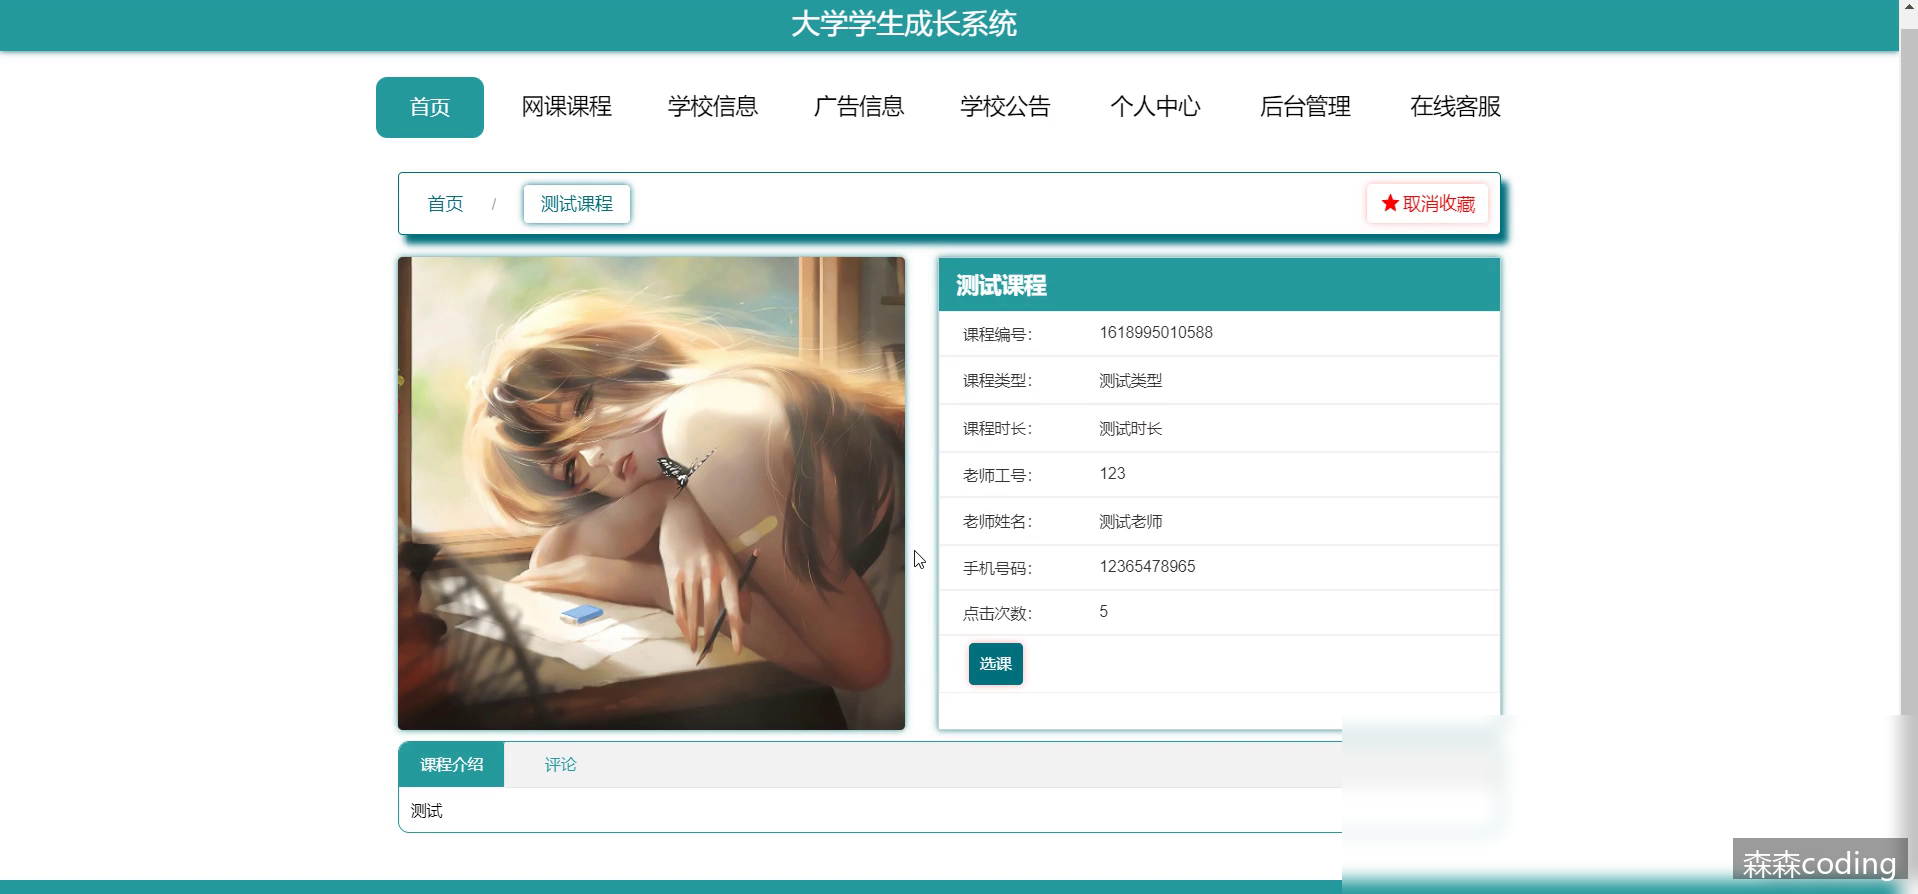 大学学生成长系统
首页 网课课程 学校信息 广告信息 学校公告 个人中心 后台管理 在线客服
首页 / 测试课程 ★取消收藏
测试课程
课程编号： 1618995010588
课程类型： 测试类型
课程时长： 测试时长
老师工号： 123
老师姓名： 测试老师
手机号码： 12365478965
点击次数： 5
选课
课程介绍 评论
测试
森森coding